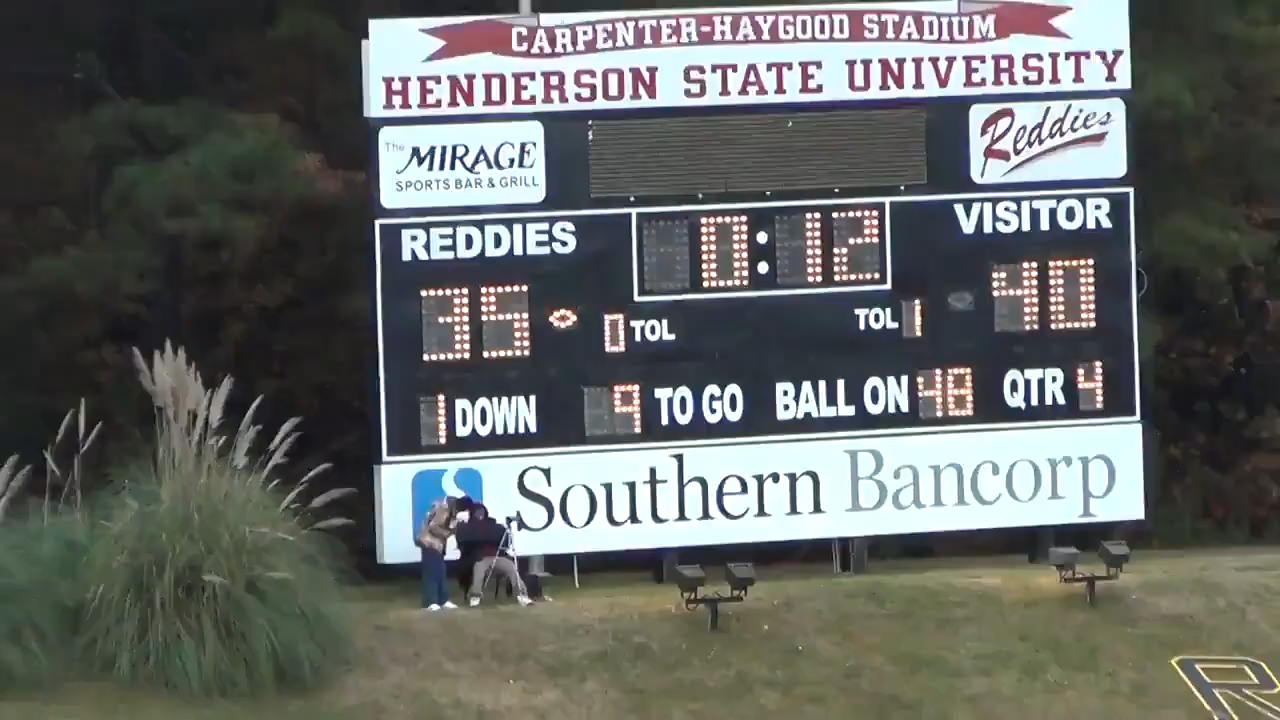 CARPENTER-HAYGOOD STADIUM
HENDERSON STATE UNIVERSITY
The MIRAGE
SPORTS BAR & GRILL
Reddies
REDDIES
0:12
VISITOR
35
0 TOL
TOL 1
40
1 DOWN
9 TO GO
BALL ON 48
QTR 4
Southern Bancorp
R